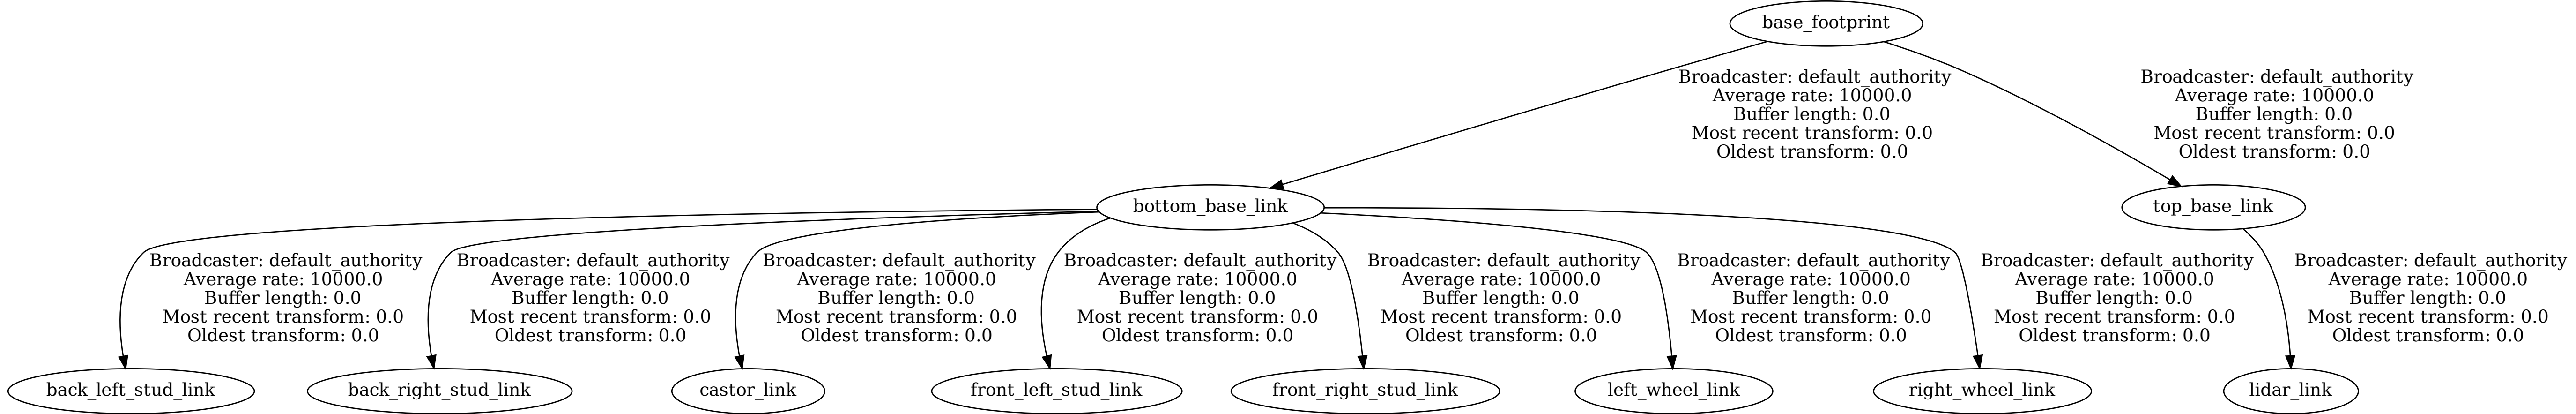 base_footprint
Broadcaster: default_authority
Average rate: 10000.0
Buffer length: 0.0
Most recent transform: 0.0
Oldest transform: 0.0
Broadcaster: default_authority
Average rate: 10000.0
Buffer length: 0.0
Most recent transform: 0.0
Oldest transform: 0.0
bottom_base_link
top_base_link
Broadcaster: default_authority
Average rate: 10000.0
Buffer length: 0.0
Most recent transform: 0.0
Oldest transform: 0.0
Broadcaster: default_authority
Average rate: 10000.0
Buffer length: 0.0
Most recent transform: 0.0
Oldest transform: 0.0
Broadcaster: default_authority
Average rate: 10000.0
Buffer length: 0.0
Most recent transform: 0.0
Oldest transform: 0.0
Broadcaster: default_authority
Average rate: 10000.0
Buffer length: 0.0
Most recent transform: 0.0
Oldest transform: 0.0
Broadcaster: default_authority
Average rate: 10000.0
Buffer length: 0.0
Most recent transform: 0.0
Oldest transform: 0.0
Broadcaster: default_authority
Average rate: 10000.0
Buffer length: 0.0
Most recent transform: 0.0
Oldest transform: 0.0
Broadcaster: default_authority
Average rate: 10000.0
Buffer length: 0.0
Most recent transform: 0.0
Oldest transform: 0.0
Broadcaster: default_authority
Average rate: 10000.0
Buffer length: 0.0
Most recent transform: 0.0
Oldest transform: 0.0
back_left_stud_link
back_right_stud_link
castor_link
front_left_stud_link
front_right_stud_link
left_wheel_link
right_wheel_link
lidar_link